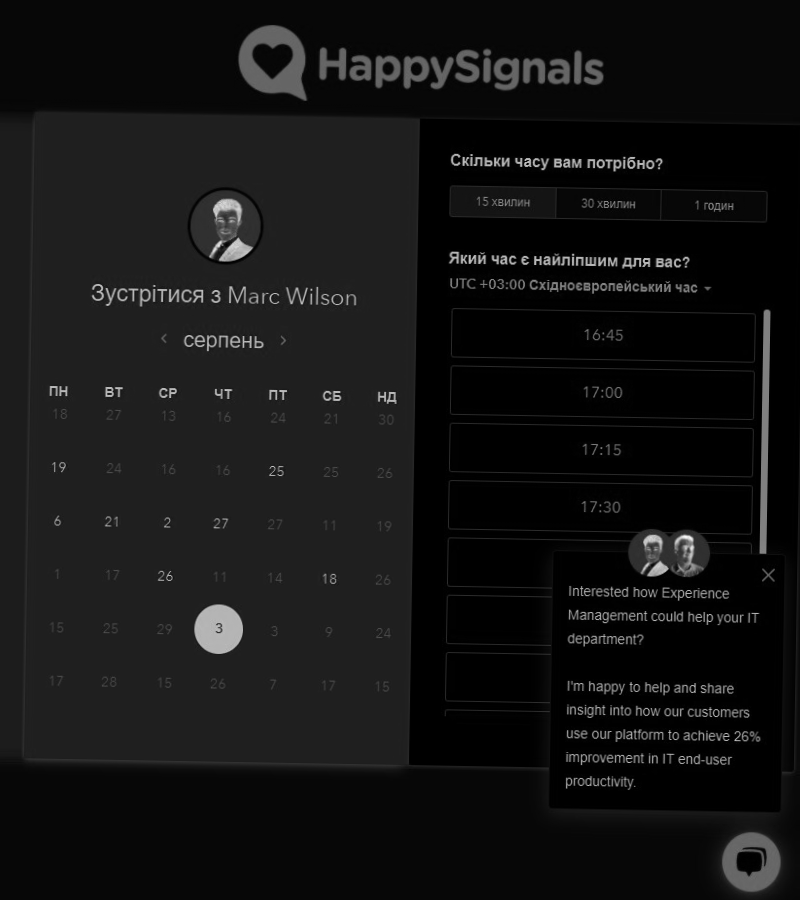 HappySignals
Зустрітися з Marc Wilson
серпень
ПН ВТ СР ЧТ ПТ СБ НД
18 27 13 16 24 21 30
19 24 16 16 25 25 26
6 21 2 27 27 11 19
1 17 26 11 14 18 26
15 25 29 3 3 9 24
17 28 15 26 7 17 15
Скільки часу вам потрібно?
15 хвилин 30 хвилин 1 годин
Який час є найліпшим для вас?
UTC +03:00 Східноєвропейський час
16:45
17:00
17:15
17:30
Interested how Experience
Management could help your IT
department?
I'm happy to help and share
insight into how our customers
use our platform to achieve 26%
improvement in IT end-user
productivity.